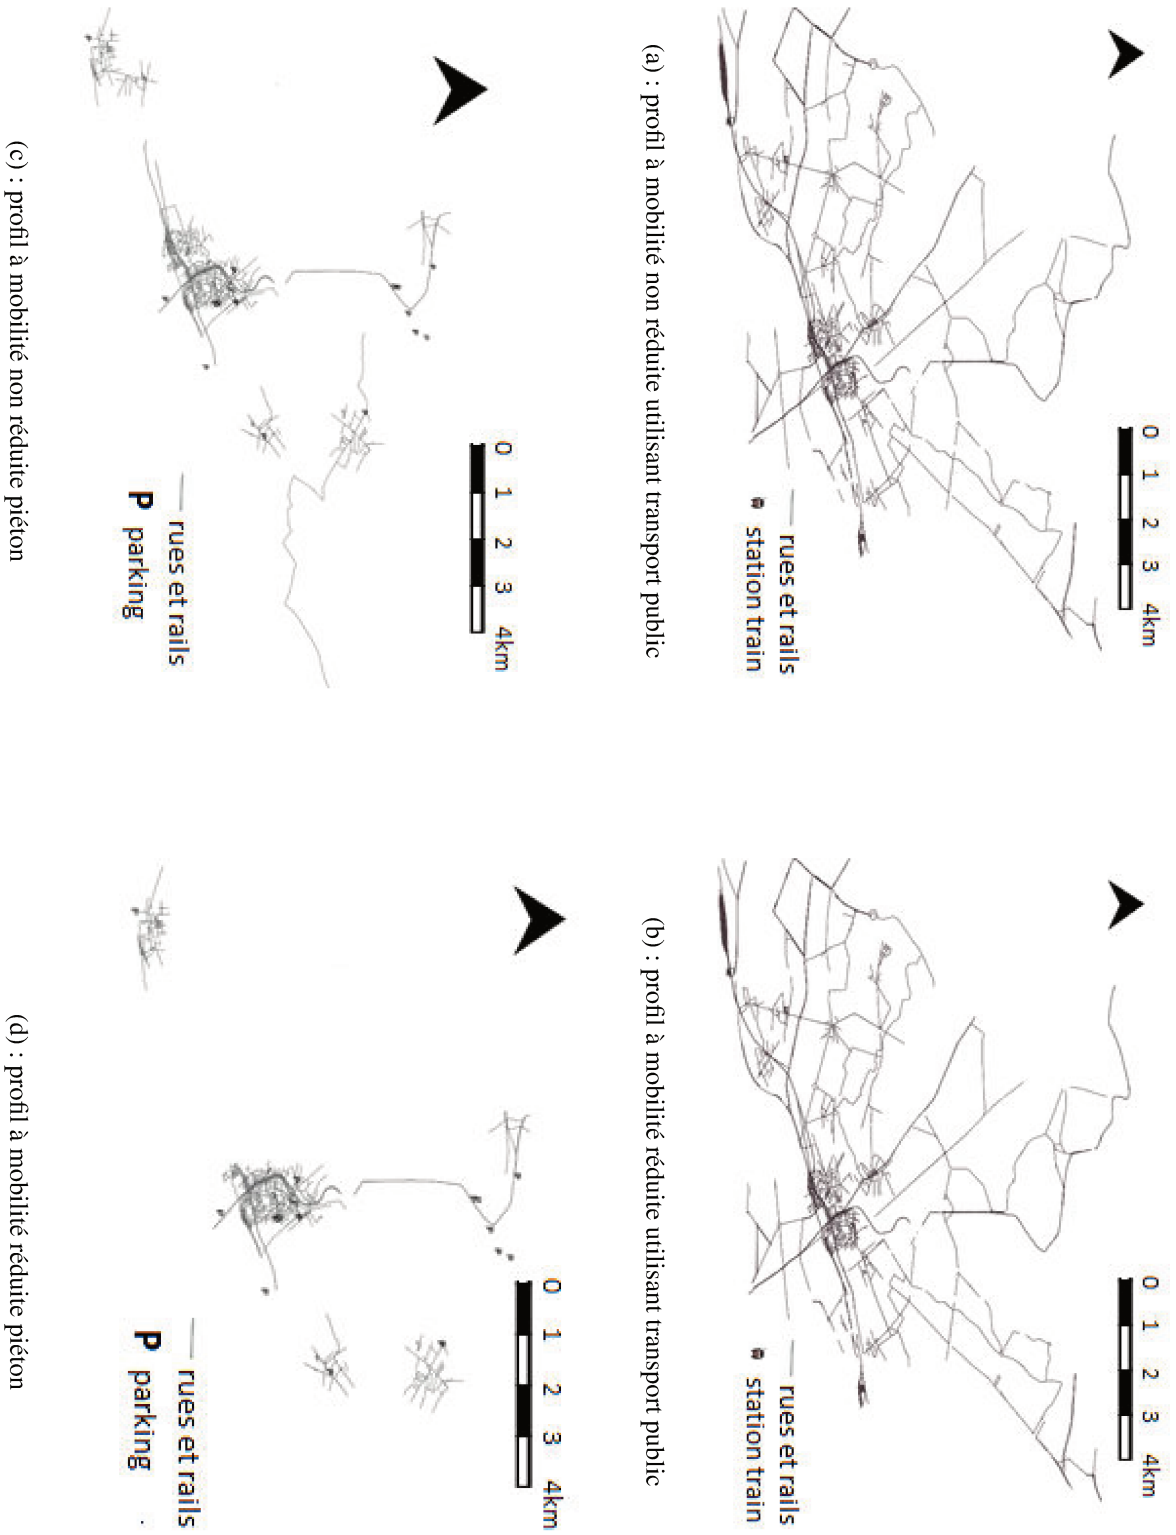 0 1 2 3 4km
rues et rails
station train
(a) : profil à mobilité non réduite utilisant transport public
0 1 2 3 4km
rues et rails
station train
(b) : profil à mobilité réduite utilisant transport public
0 1 2 3 4km
rues et rails
P parking
(c) : profil à mobilité non réduite piéton
0 1 2 3 4km
rues et rails
P parking
(d) : profil à mobilité réduite piéton